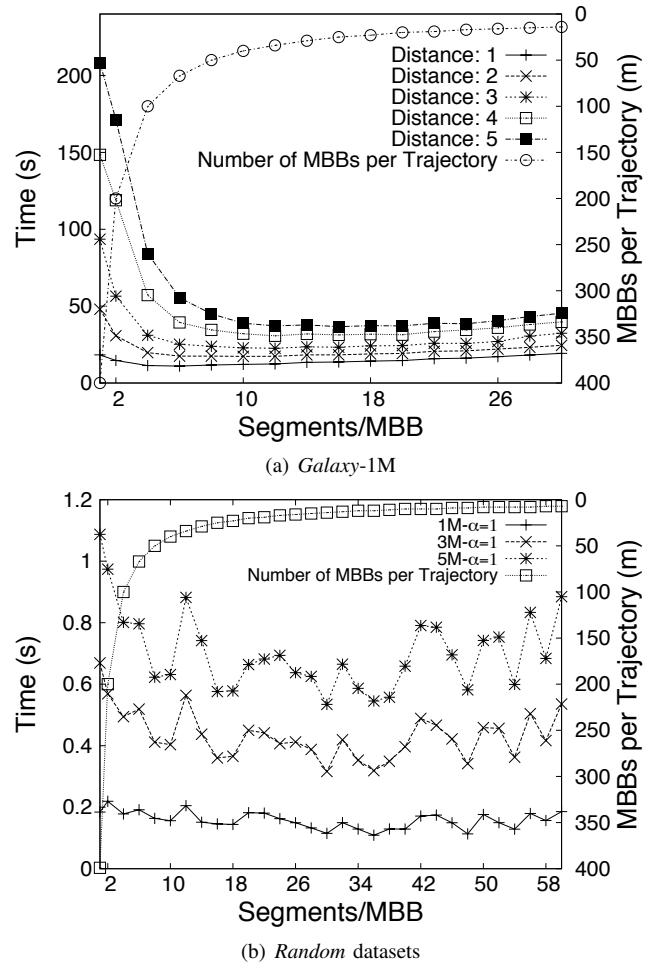 0
50
100
150
200
250
300
350
400
MBBs per Trajectory (m)
200
150
100
50
0
Time (s)
Distance: 1
Distance: 2
Distance: 3
Distance: 4
Distance: 5
Number of MBBs per Trajectory
2 10 18 26
Segments/MBB
(a) Galaxy-1M
1.2
1
0.8
0.6
0.4
0.2
0
Time (s)
0
50
100
150
200
250
300
350
400
MBBs per Trajectory (m)
1M-α=1
3M-α=1
5M-α=1
Number of MBBs per Trajectory
2 10 18 26 34 42 50 58
Segments/MBB
(b) Random datasets